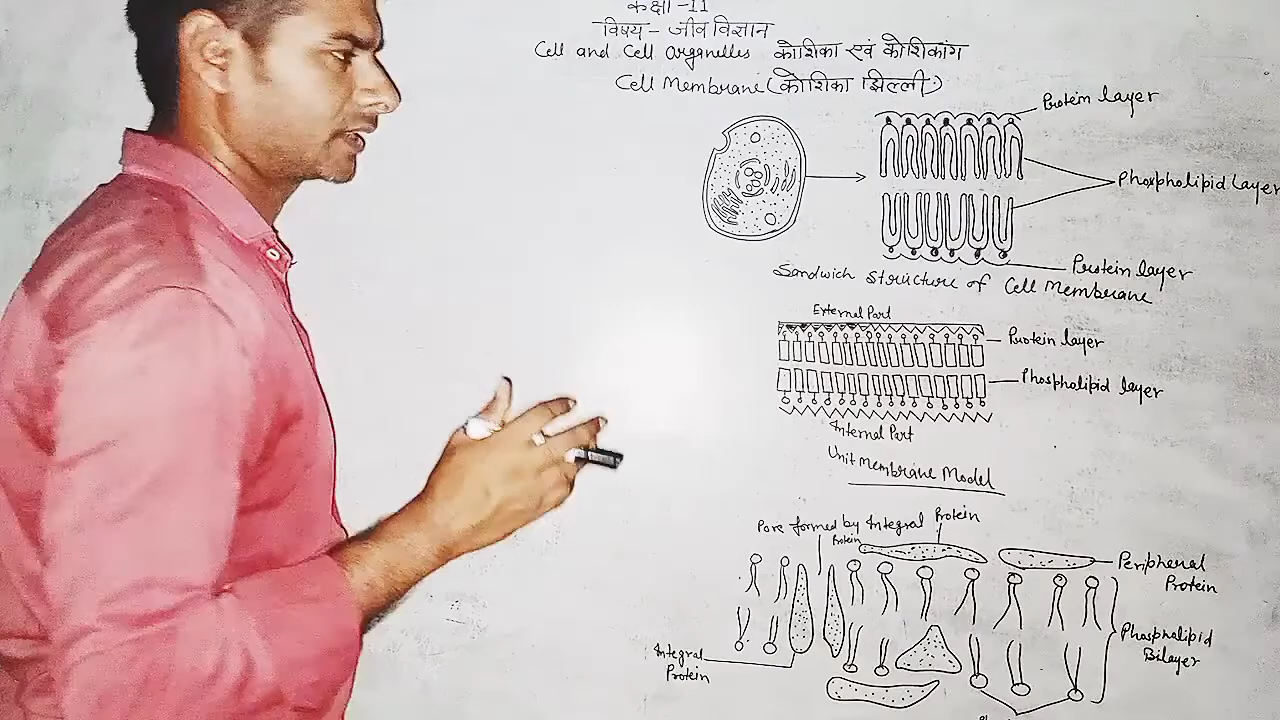 कक्षा -11
विषय - जीव विज्ञान
Cell and Cell Organelles कोशिका एवं कोशिकांग
Cell Membrane (कोशिका झिल्ली)
Protein layer
Phospholipid Layer
Protein layer
Sandwich Structure of Cell Membrane
External Part
Protein layer
Phospholipid layer
Internal Part
Unit Membrane Model
Pore formed by Integral Protein
Protein
Peripheral
Protein
Phospholipid
Bilayer
Integral
Protein